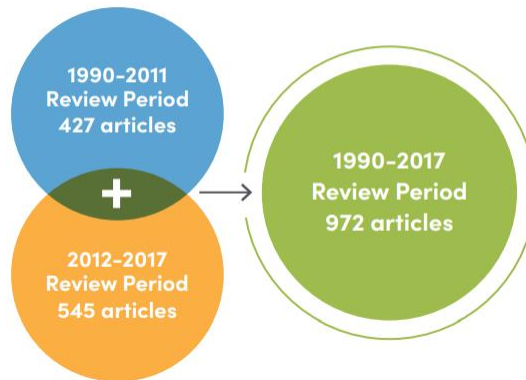 1990-2011
Review Period
427 articles
+
2012-2017
Review Period
545 articles
1990-2017
Review Period
972 articles